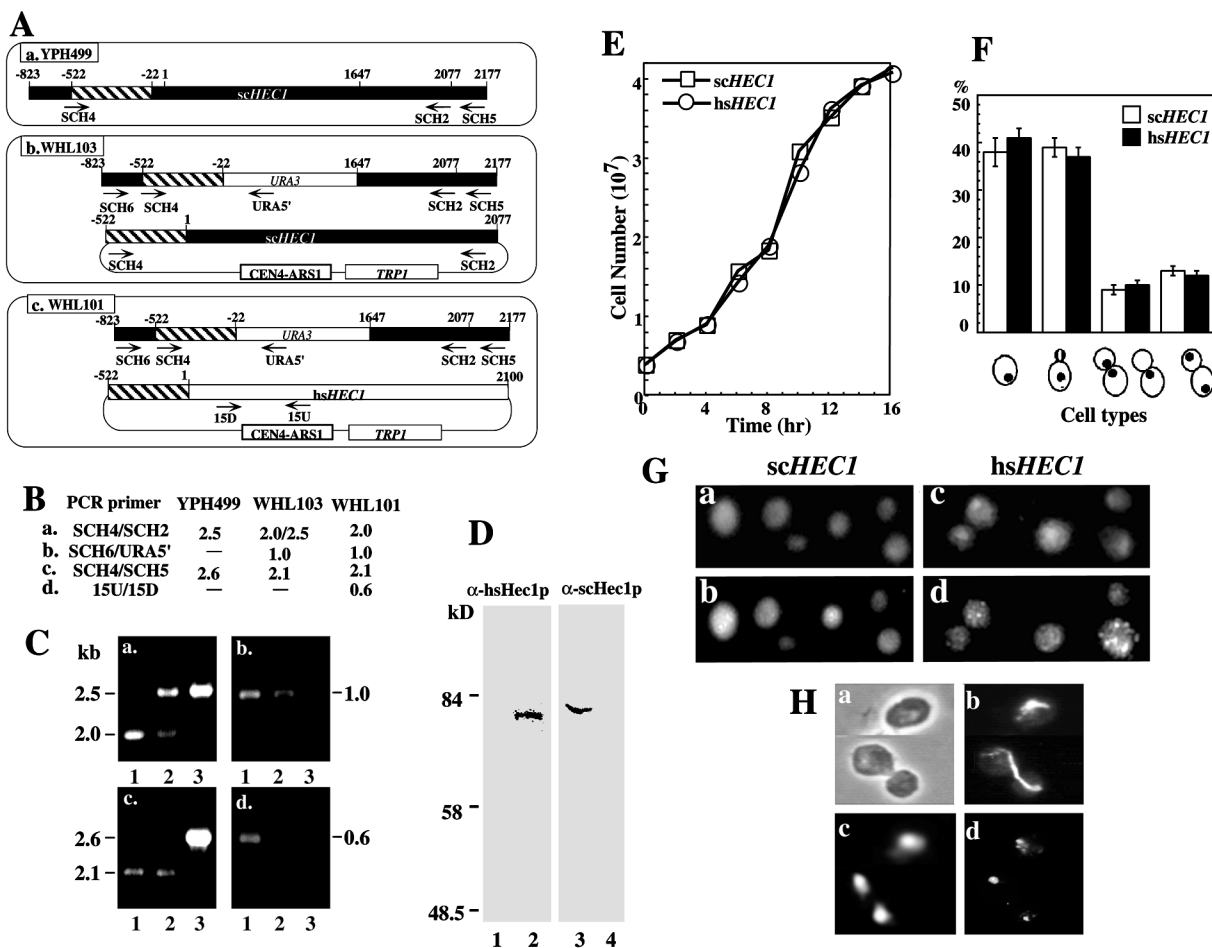 A
a. YPH499
-823 -522 -22 1 1647 2077 2177
scHEC1
SCH4 SCH2 SCH5
b. WHL103
-823 -522 -22 1647 2077 2177
URA3
SCH6 SCH4 URA5' SCH2 SCH5
-522 1 2077
scHEC1
SCH4 SCH2
CEN4-ARS1 TRP1
c. WHL101
-823 -522 -22 1647 2077 2177
URA3
SCH6 SCH4 URA5' SCH2 SCH5
-522 1 2100
hsHEC1
15D 15U
CEN4-ARS1 TRP1
B
PCR primer YPH499 WHL103 WHL101
a. SCH4/SCH2 2.5 2.0/2.5 2.0
b. SCH6/URA5' — 1.0 1.0
c. SCH4/SCH5 2.6 2.1 2.1
d. 15U/15D — — 0.6
C
kb
a. b.
2.5 1.0
2.0
1 2 3 1 2 3
c. d.
2.6 0.6
2.1
1 2 3 1 2 3
D
α-hsHec1p α-scHec1p
kD
84
58
48.5
1 2 3 4
E
scHEC1
hsHEC1
Cell Number (10⁷)
4
3
2
1
0
0 4 8 12 16
Time (hr)
F
%
50
40
30
20
10
0
scHEC1
hsHEC1
Cell types
G
scHEC1 hsHEC1
a c
b d
H
a b
c d